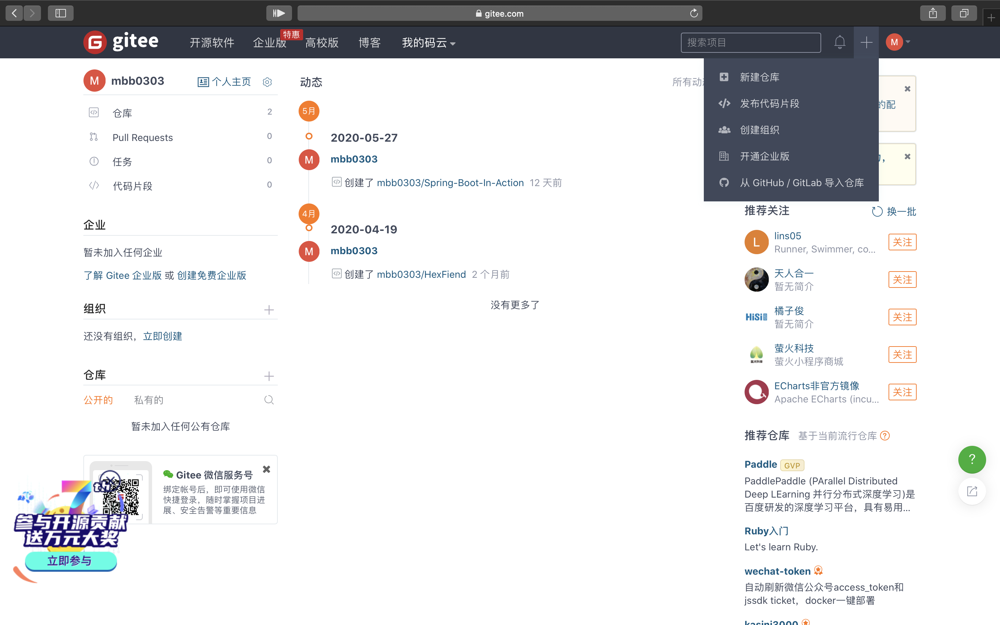 gitee.com
gitee
开源软件
企业版
特惠
高校版
博客
我的码云
搜索项目
M
M
mbb0303
个人主页
仓库
2
Pull Requests
0
任务
0
代码片段
0
企业
暂未加入任何企业
了解 Gitee 企业版 或 创建免费企业版
组织
还没有组织，立即创建
仓库
公开的
私有的
暂未加入任何公有仓库
Gitee 微信服务号
绑定帐号后，即可使用微信
快捷登录，随时掌握项目进
展、安全告警等重要信息
7th
参与开源贡献
送万元大奖
立即参与
动态
所有动
5月
2020-05-27
M
mbb0303
创建了 mbb0303/Spring-Boot-In-Action 12 天前
4月
2020-04-19
M
mbb0303
创建了 mbb0303/HexFiend 2 个月前
没有更多了
新建仓库
发布代码片段
创建组织
开通企业版
从 GitHub / GitLab 导入仓库
的配
推荐关注
换一批
L
lins05
Runner, Swimmer, co...
关注
天人合一
暂无简介
关注
HiSi
橘子俊
暂无简介
关注
萤火科技
萤火科技
萤火小程序商城
关注
ECharts非官方镜像
Apache ECharts (incu...
关注
推荐仓库
基于当前流行仓库
?
Paddle
GVP
PaddlePaddle (PArallel Distributed
Deep LEarning 并行分布式深度学习)是
百度研发的深度学习平台，具有易用...
Ruby入门
Let's learn Ruby.
wechat-token
自动刷新微信公众号access_token和
jssdk ticket，docker一键部署
kasini3000
?